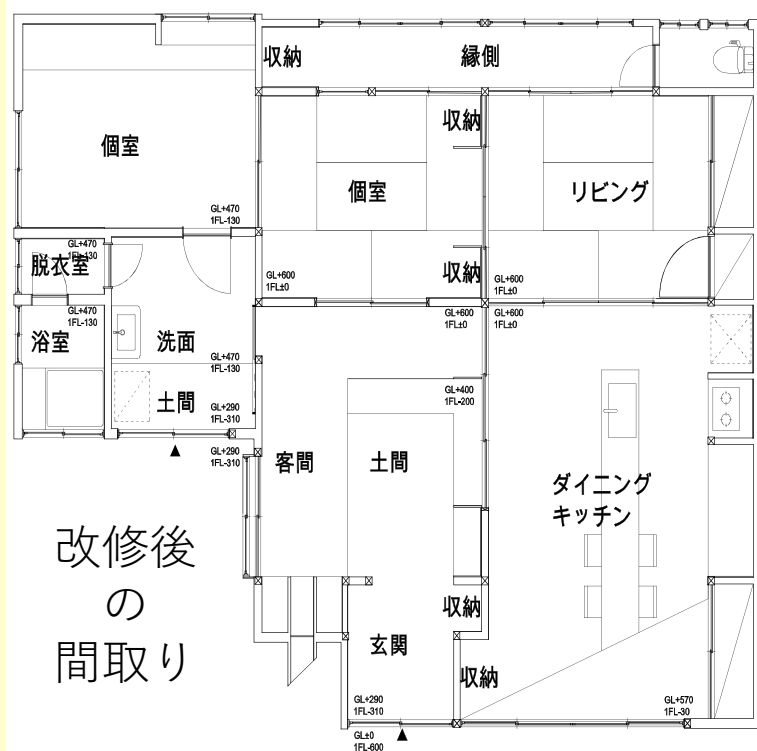 収納
縁側
個室
GL+470
1FL-130
収納
個室
収納
GL+600
1FL±0
リビング
GL+600
1FL±0
脱衣室
GL+470
1FL-130
浴室
GL+470
1FL-130
洗面
GL+470
1FL-130
土間
GL+290
1FL-310
GL+290
1FL-310
GL+600
1FL±0
GL+600
1FL±0
GL+400
1FL-200
客間
土間
ダイニング
キッチン
収納
玄関
収納
GL+290
1FL-310
GL±0
1FL-600
GL+570
1FL-30
改修後
の
間取り